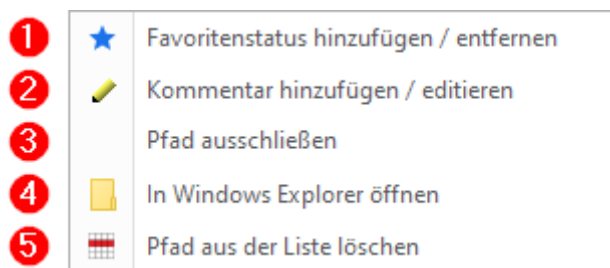 1 Favoritenstatus hinzufügen / entfernen
2 Kommentar hinzufügen / editieren
3 Pfad ausschließen
4 In Windows Explorer öffnen
5 Pfad aus der Liste löschen